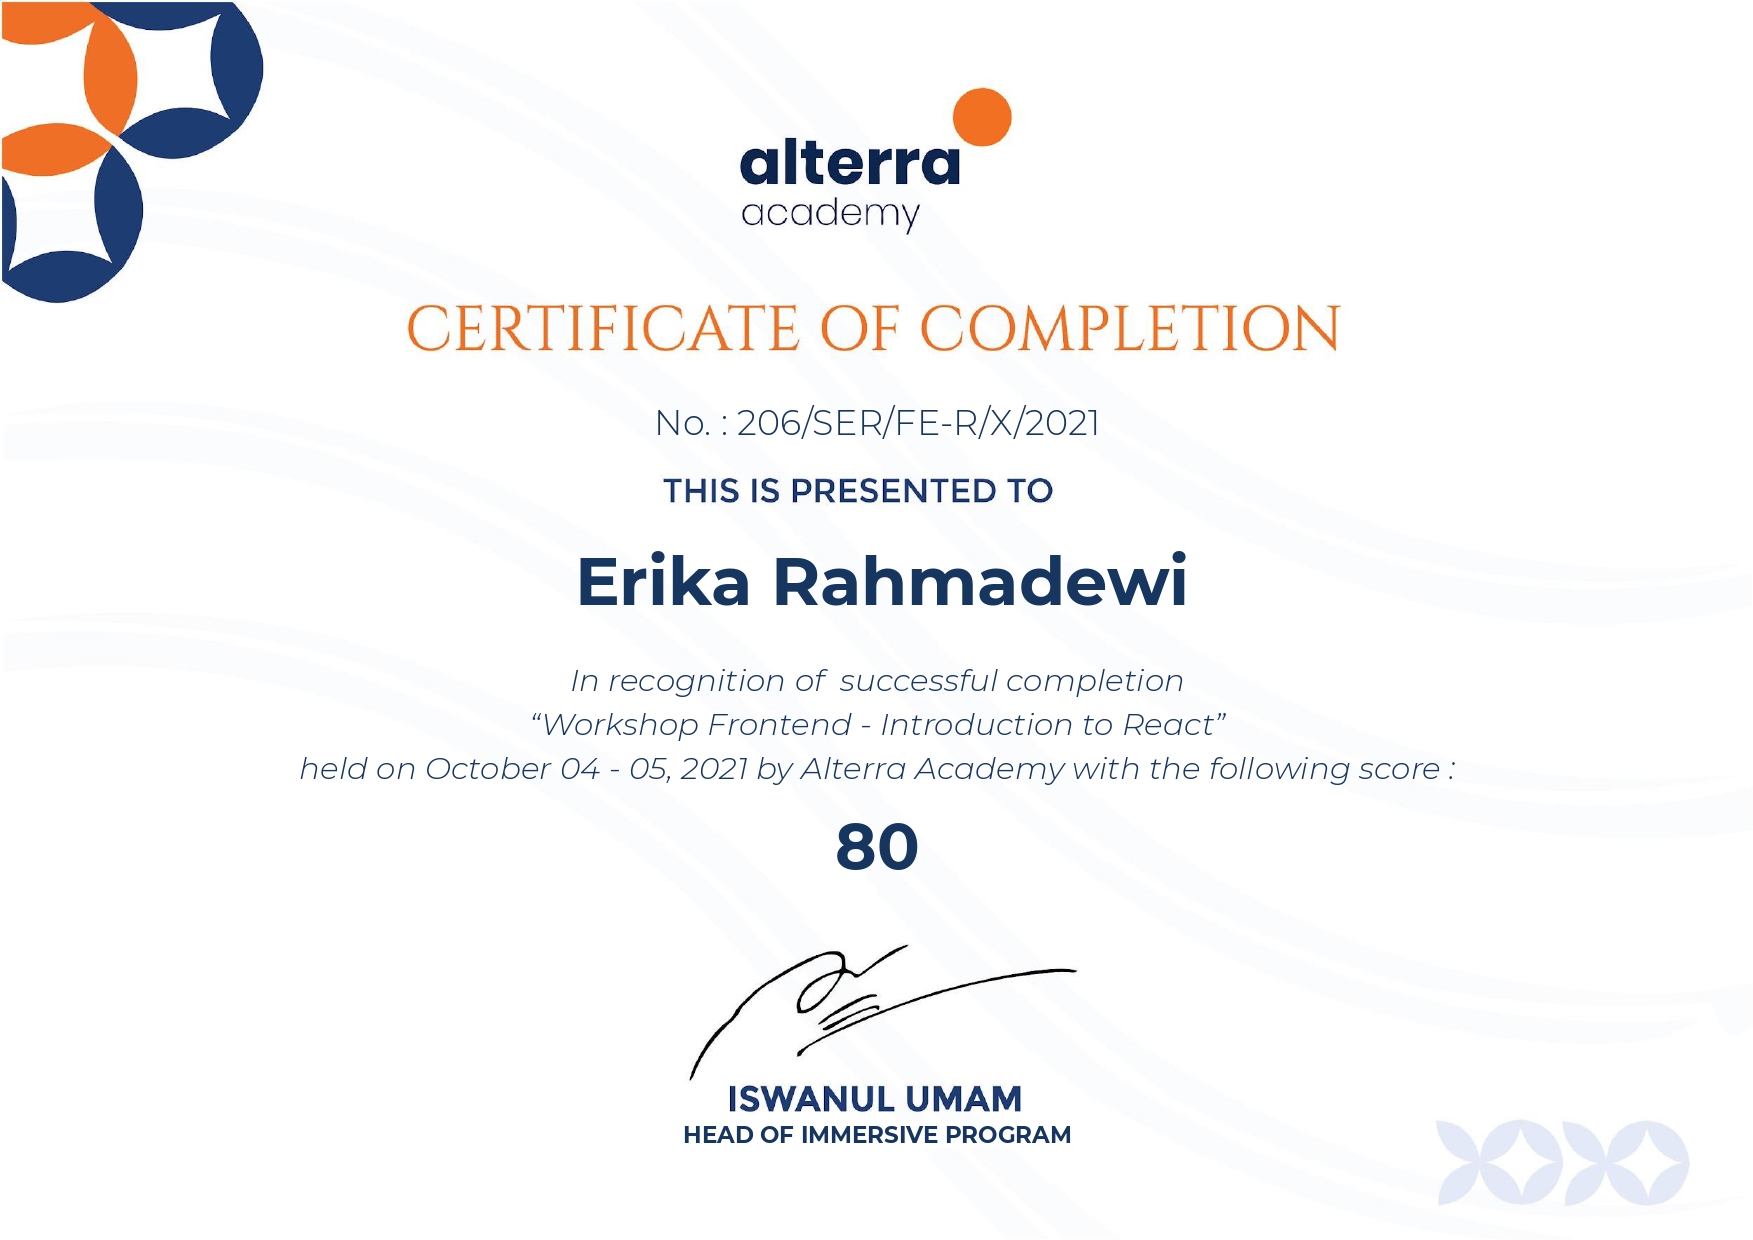 alterra
academy
CERTIFICATE OF COMPLETION
No. : 206/SER/FE-R/X/2021
THIS IS PRESENTED TO
Erika Rahmadewi
In recognition of  successful completion
“Workshop Frontend - Introduction to React”
held on October 04 - 05, 2021 by Alterra Academy with the following score :
80
ISWANUL UMAM
HEAD OF IMMERSIVE PROGRAM